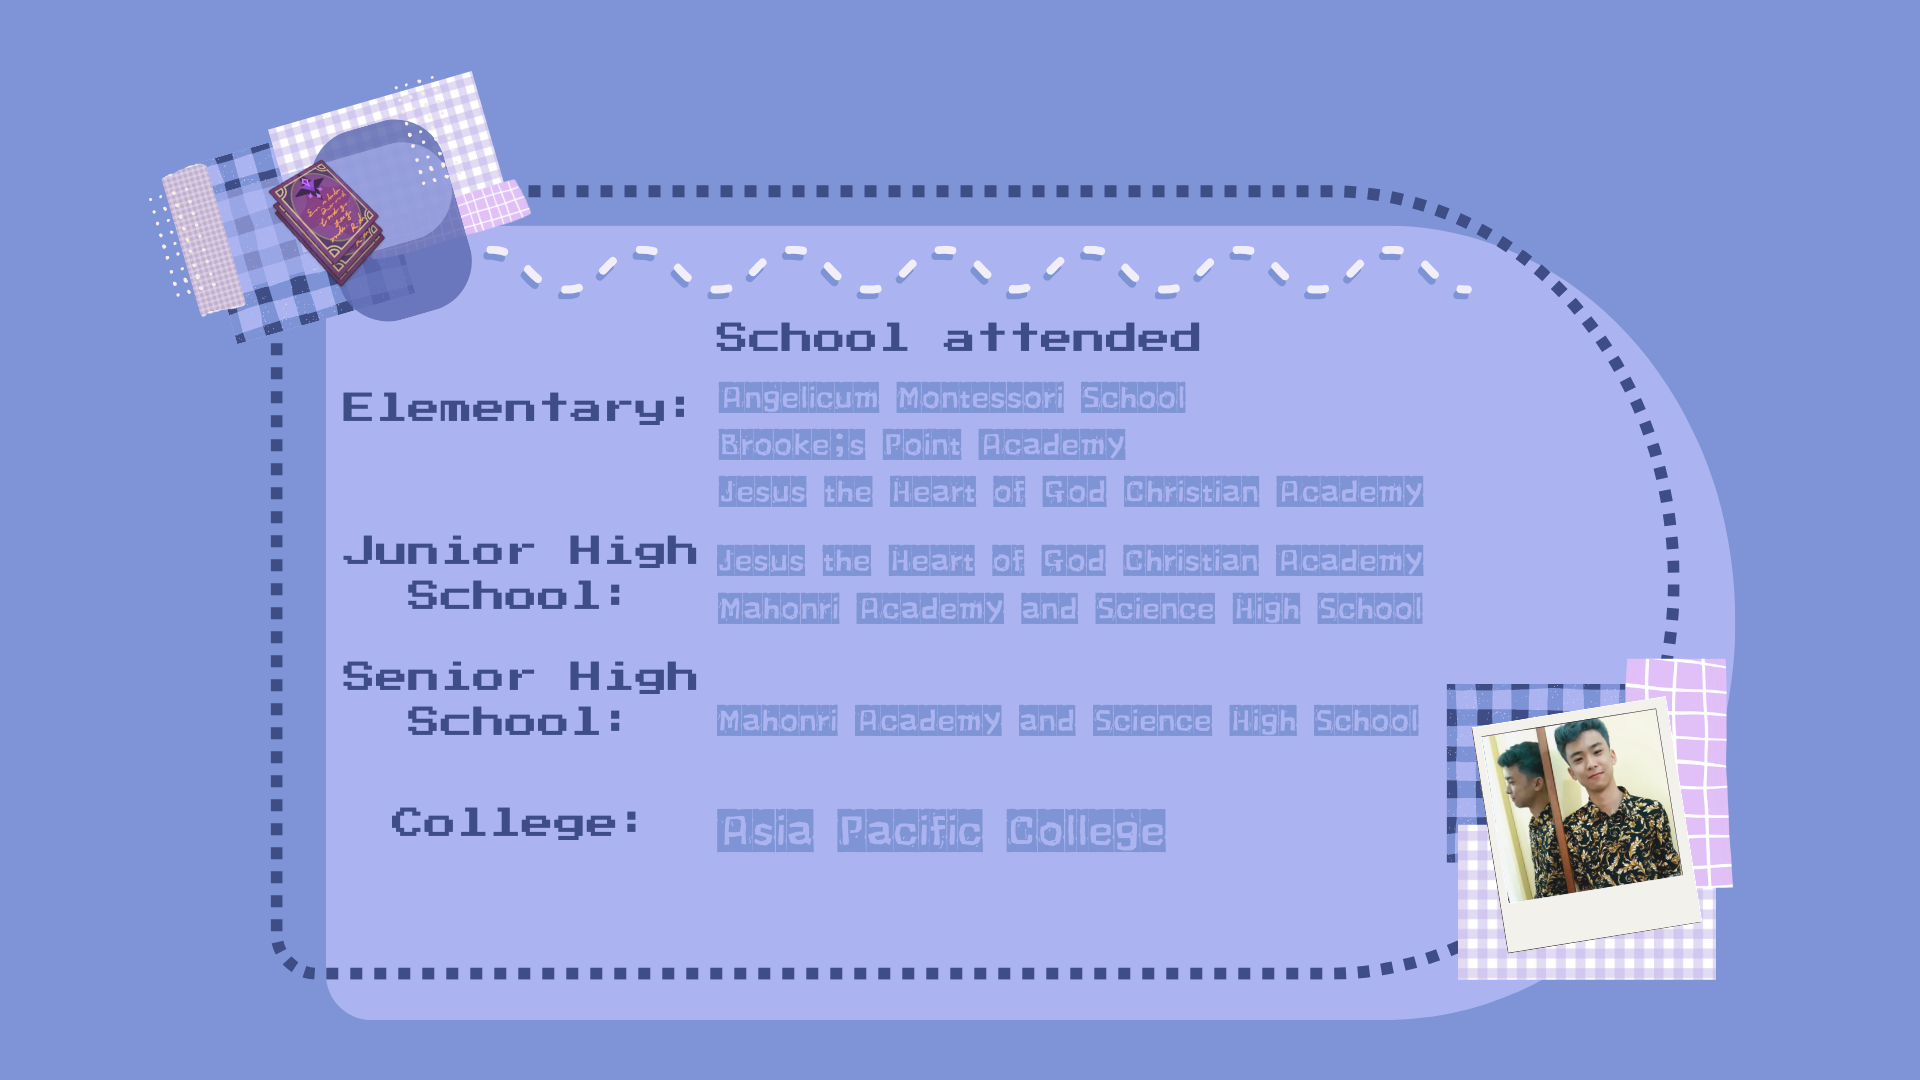 School attended
Elementary:
Angelicum Montessori School
Brooke;s Point Academy
Jesus the Heart of God Christian Academy
Junior High
School:
Jesus the Heart of God Christian Academy
Mahonri Academy and Science High School
Senior High
School:
Mahonri Academy and Science High School
College:
Asia Pacific College